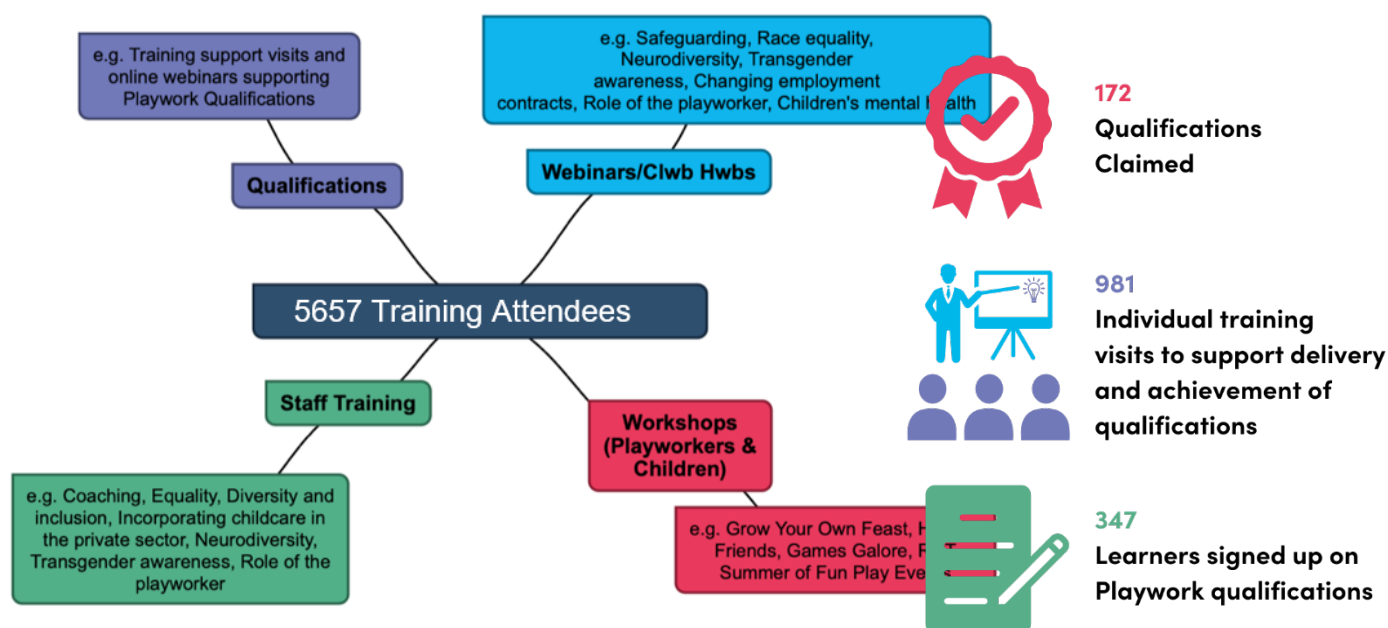 e.g. Training support visits and
online webinars supporting
Playwork Qualifications
Qualifications
e.g. Safeguarding, Race equality,
Neurodiversity, Transgender
awareness, Changing employment
contracts, Role of the playworker, Children's mental
Webinars/Clwb Hwbs
5657 Training Attendees
Staff Training
e.g. Coaching, Equality, Diversity and
inclusion, Incorporating childcare in
the private sector, Neurodiversity,
Transgender awareness, Role of the
playworker
Workshops
(Playworkers &
Children)
e.g. Grow Your Own Feast,
Friends, Games Galore,
Summer of Fun Play
172
Qualifications
Claimed
981
Individual training
visits to support delivery
and achievement of
qualifications
347
Learners signed up on
Playwork qualifications